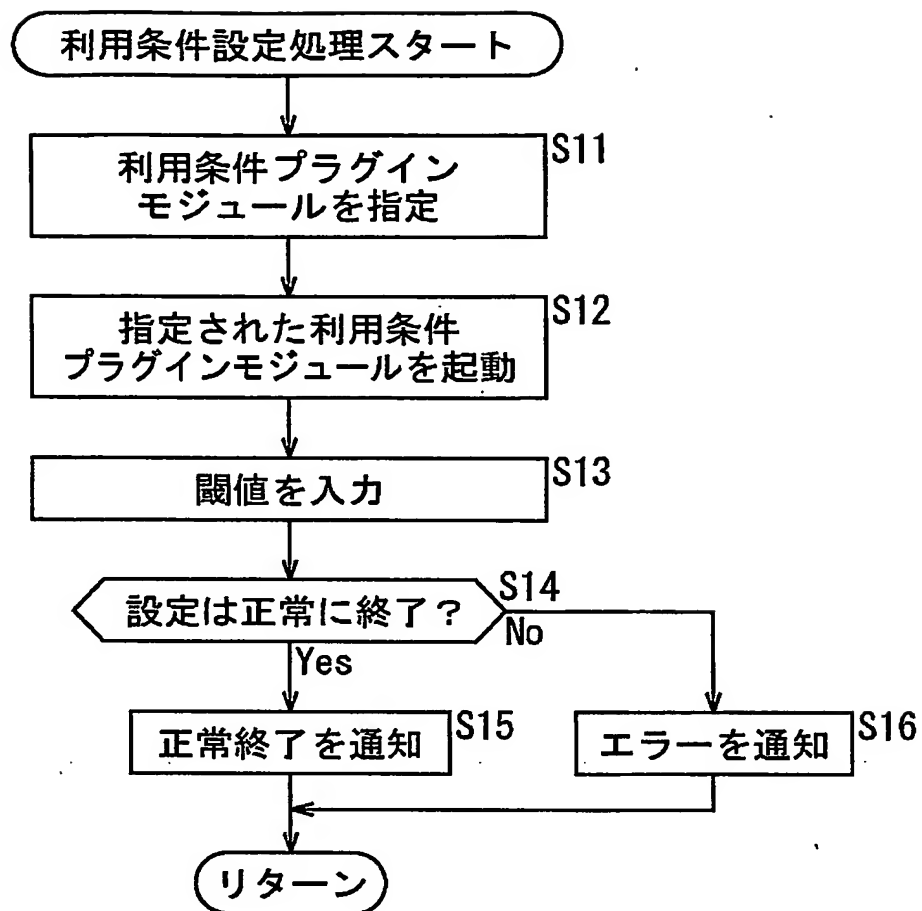 利用条件設定処理スタート
S11
利用条件プラグイン
モジュールを指定
S12
指定された利用条件
プラグインモジュールを起動
S13
閾値を入力
S14
設定は正常に終了？
No
Yes
正常終了を通知
S15
エラーを通知
S16
リターン